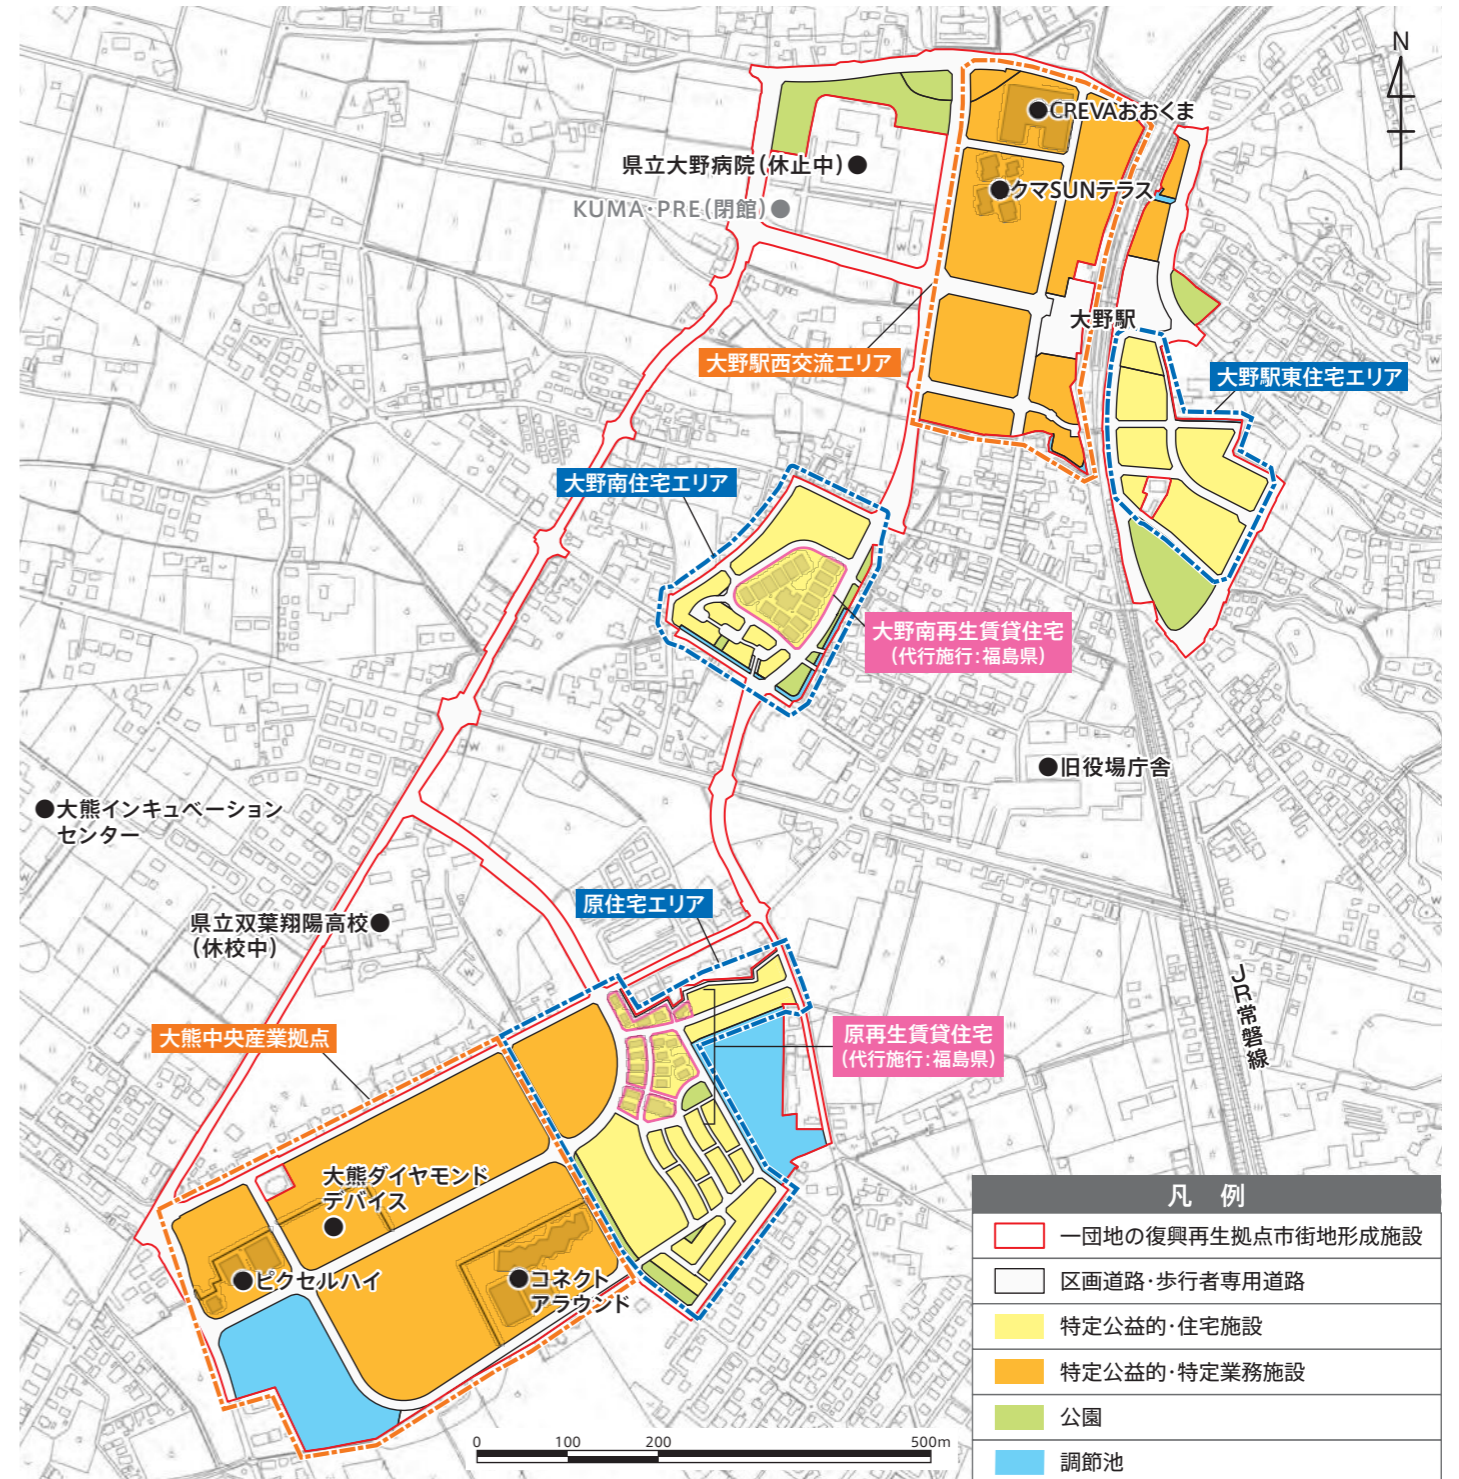 N
CREVAおおくま
県立大野病院(休止中)
クマSUNテラス
KUMA・PRE(閉館)
大野駅
大野駅西交流エリア
大野駅東住宅エリア
大野南住宅エリア
大野南再生賃貸住宅
(代行施行:福島県)
旧役場庁舎
大熊インキュベーション
センター
原住宅エリア
県立双葉翔陽高校
(休校中)
JR常磐線
大熊中央産業拠点
原再生賃貸住宅
(代行施行:福島県)
大熊ダイヤモンド
デバイス
ピクセルハイ
コネクト
アラウンド
凡 例
一団地の復興再生拠点市街地形成施設
区画道路・歩行者専用道路
特定公益的・住宅施設
特定公益的・特定業務施設
公園
調節池
0 100 200 500m